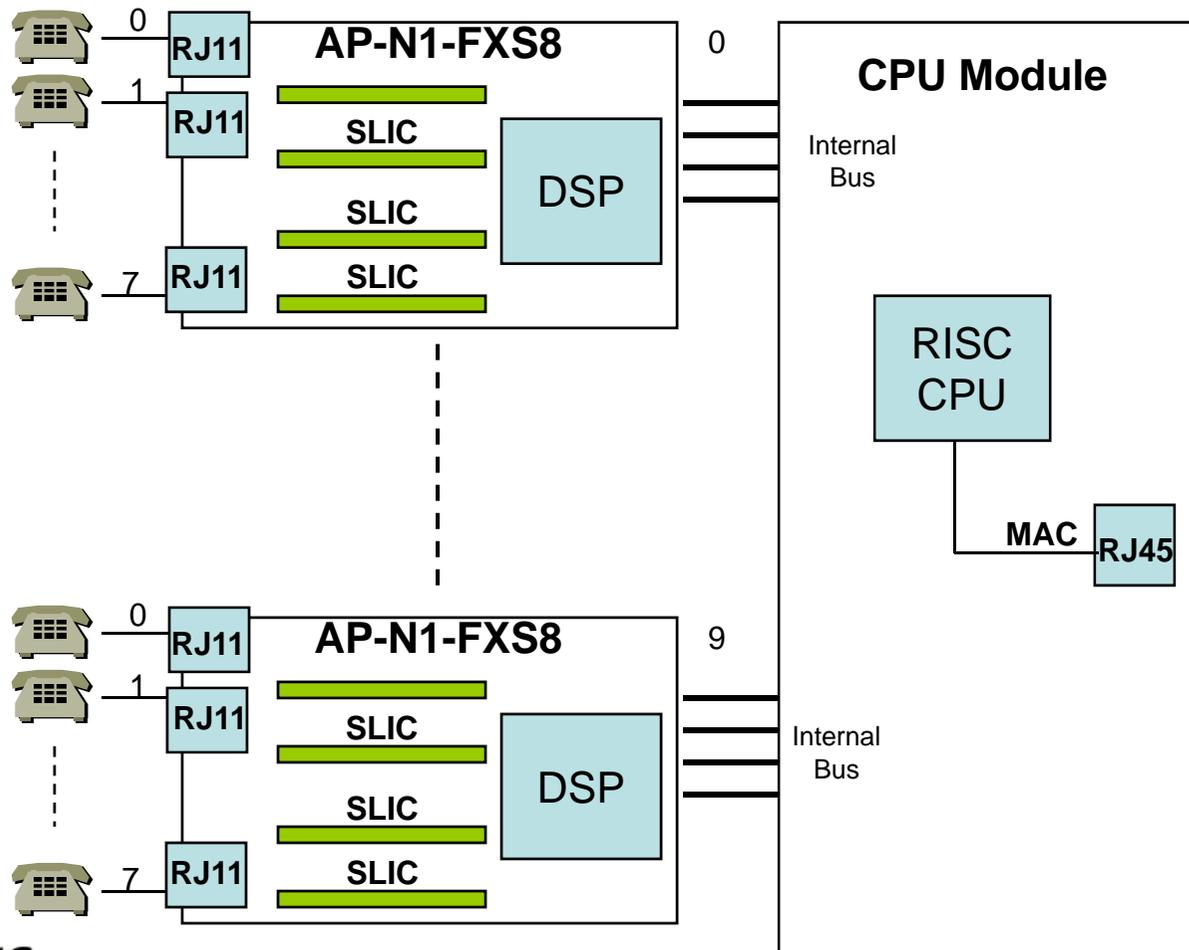 0
RJ11
AP-N1-FXS8
0
CPU Module
1
RJ11
SLIC
DSP
Internal
Bus
SLIC
7
RJ11
SLIC
RISC
CPU
MAC
RJ45
0
RJ11
AP-N1-FXS8
9
1
RJ11
SLIC
DSP
Internal
Bus
SLIC
7
RJ11
SLIC